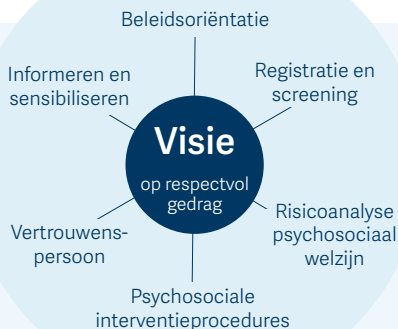 Beleidsoriëntatie
Informeren en
sensibiliseren
Registratie en
screening
Visie
op respectvol
gedrag
Vertrouwens-
persoon
Risicoanalyse
psychosociaal
welzijn
Psychosociale
interventieprocedures